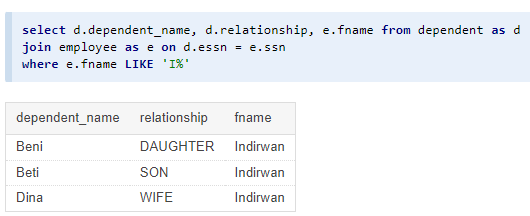 select d.dependent_name, d.relationship, e.fname from dependent as d
join employee as e on d.essn = e.ssn
where e.fname LIKE 'I%'
dependent_name relationship fname
Beni DAUGHTER Indirwan
Beti SON Indirwan
Dina WIFE Indirwan